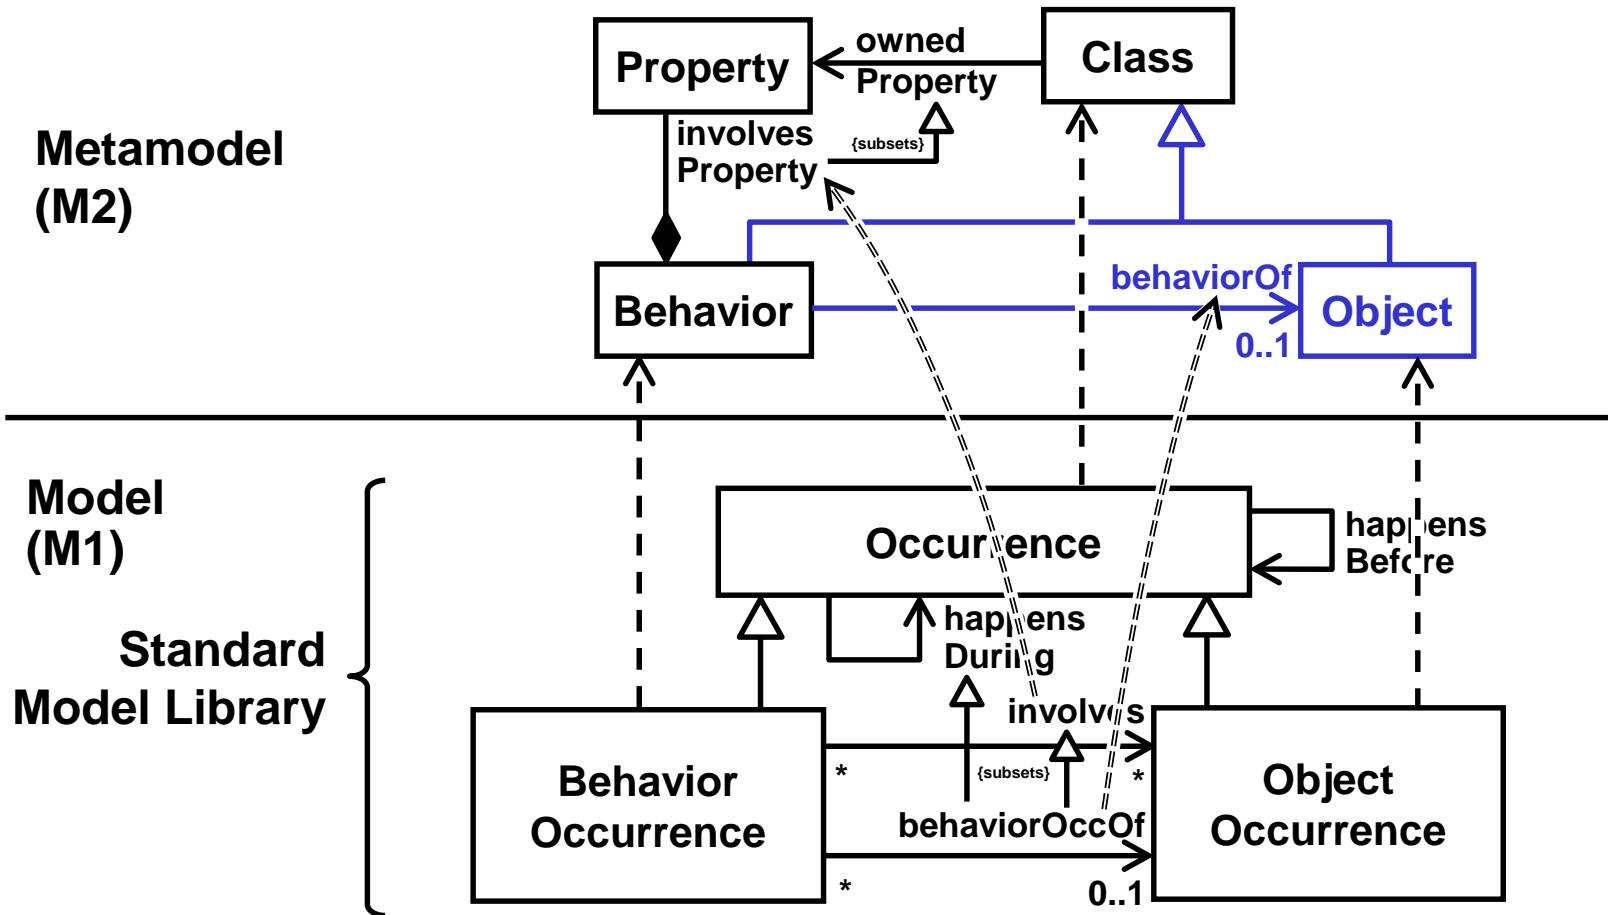 owned
Property
Class
Property
Metamodel
(M2)
involves
Property
{subsets}
Behavior
behaviorOf
Object
0..1
Model
(M1)
Occurrence
happens
Before
happens
During
Standard
Model Library
involves
Behavior
Occurrence
*
{subsets}
*
Object
Occurrence
behaviorOccOf
*
0..1